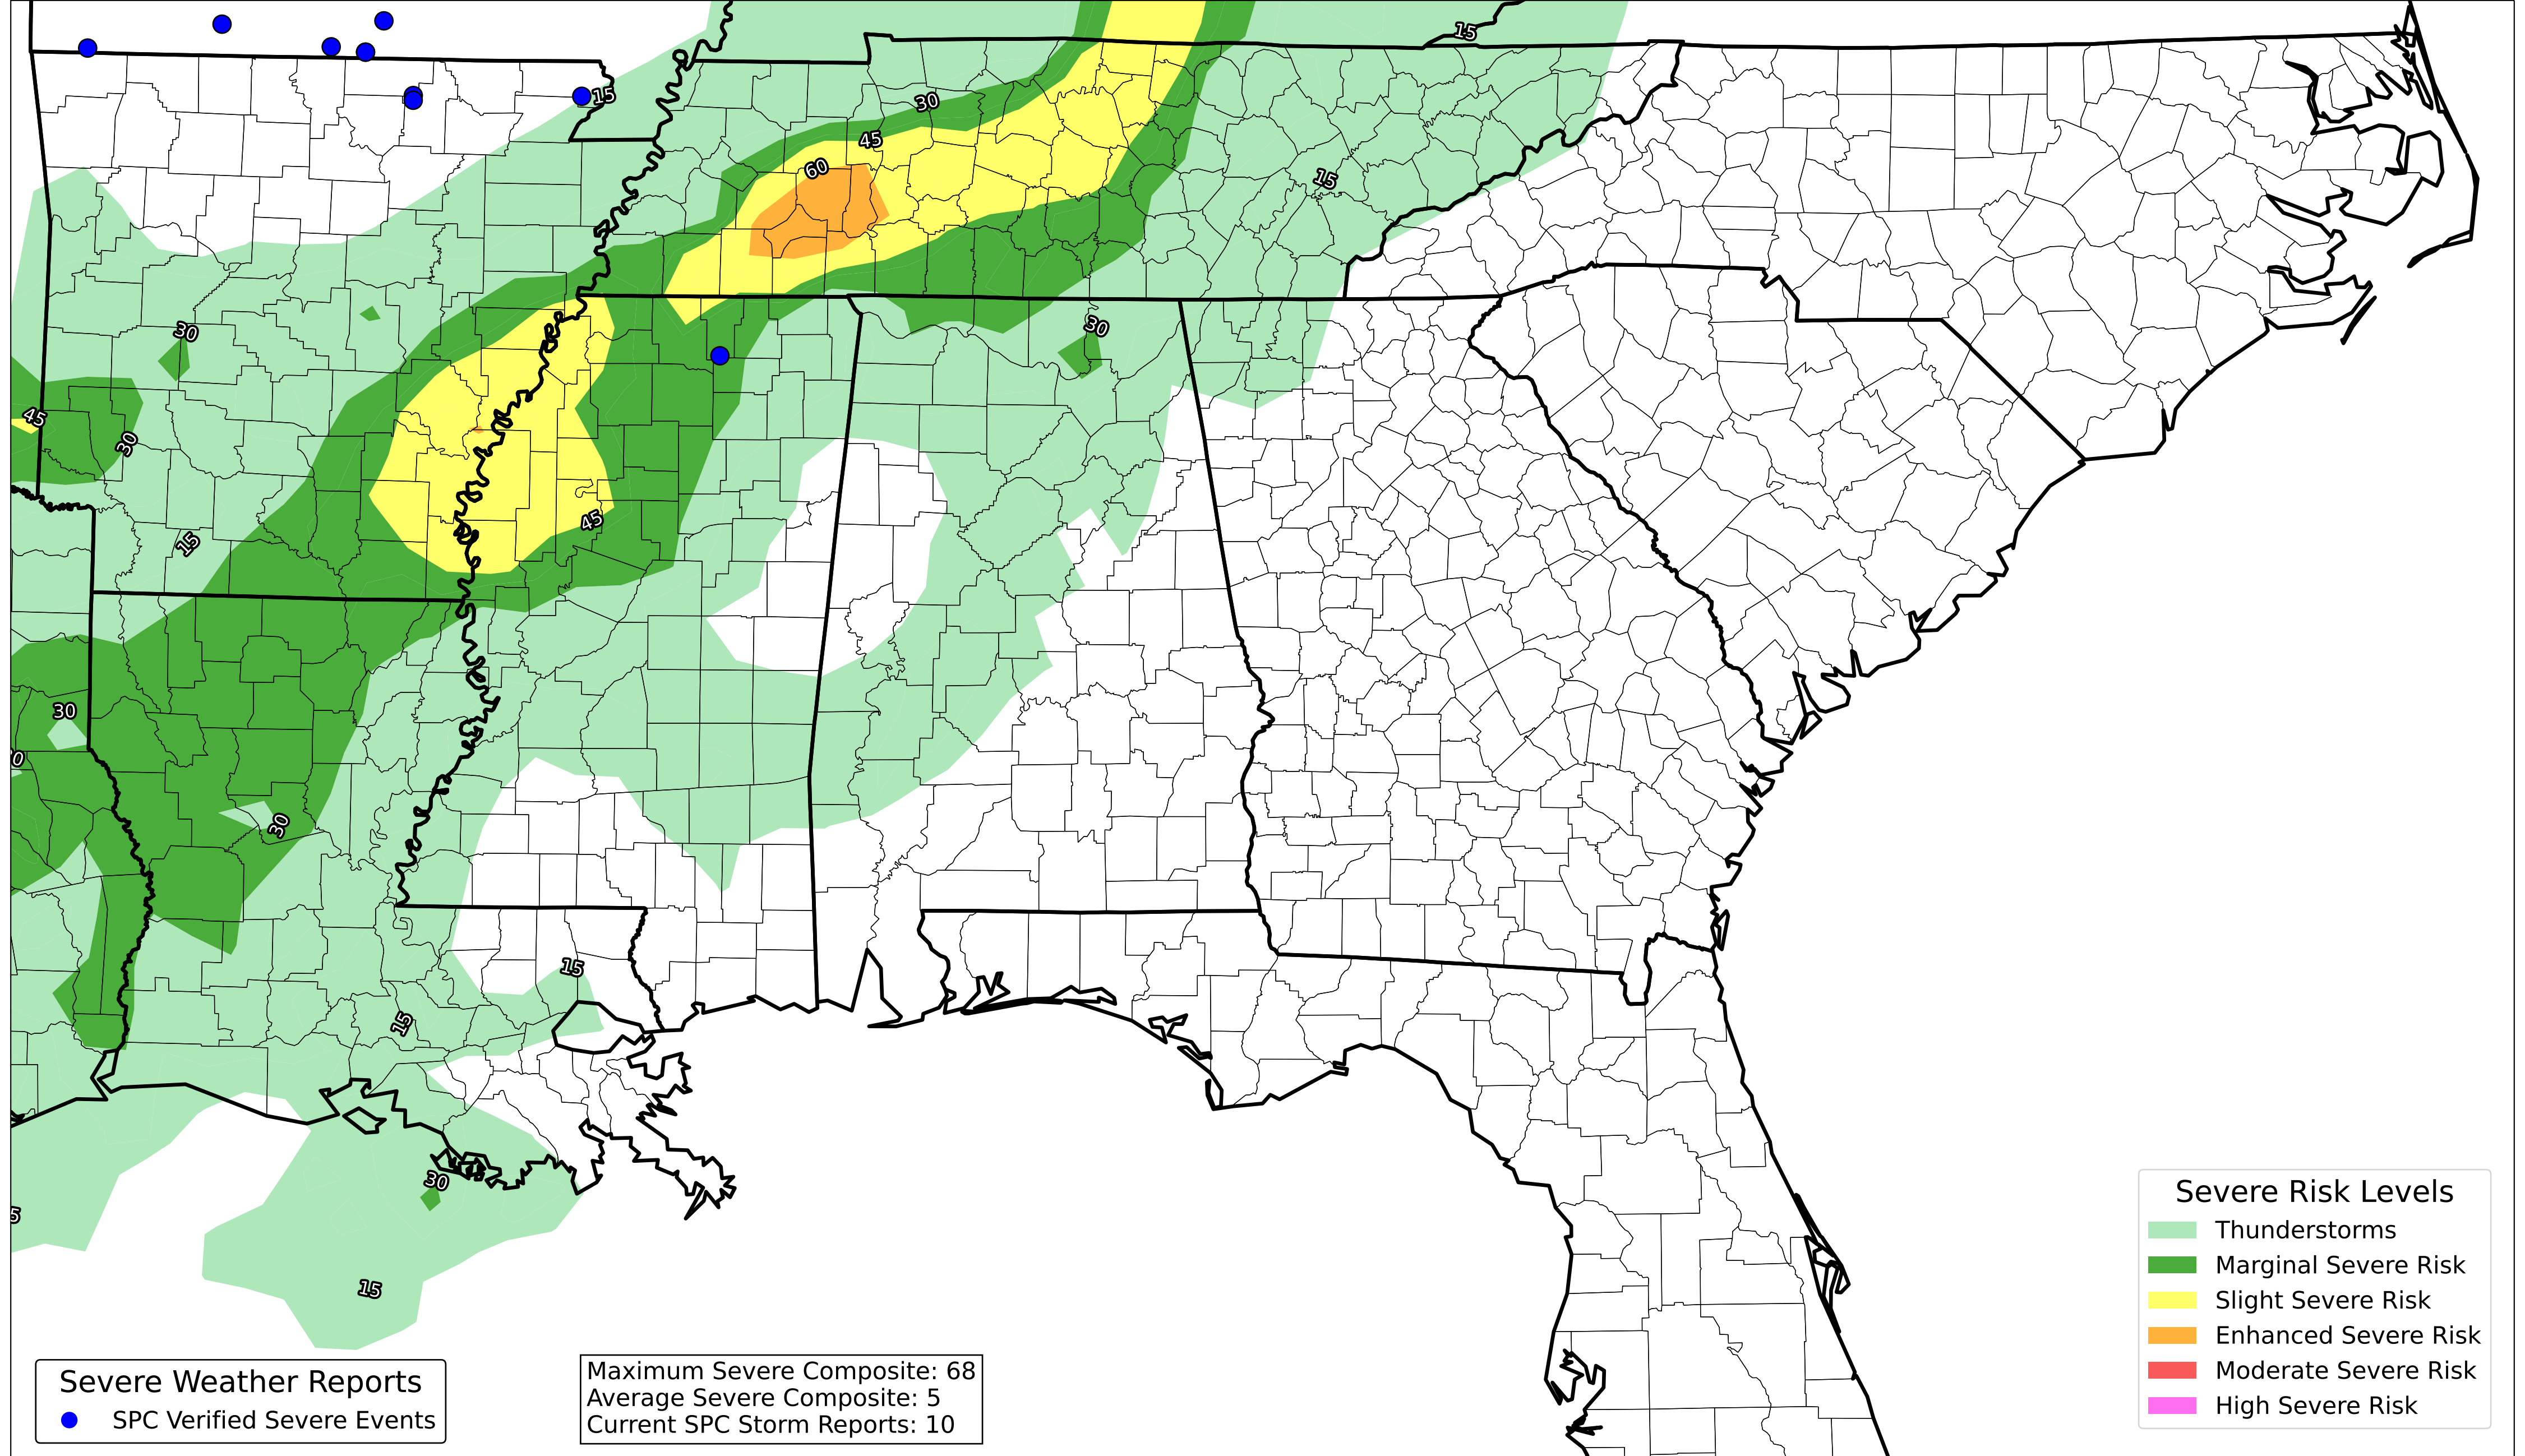 15
15
30
45
60
15
30
30
45
30
45
15
30
0
30
15
15
30
5
15
Severe Risk Levels
Thunderstorms
Marginal Severe Risk
Slight Severe Risk
Enhanced Severe Risk
Moderate Severe Risk
High Severe Risk
Severe Weather Reports
SPC Verified Severe Events
Maximum Severe Composite: 68
Average Severe Composite: 5
Current SPC Storm Reports: 10